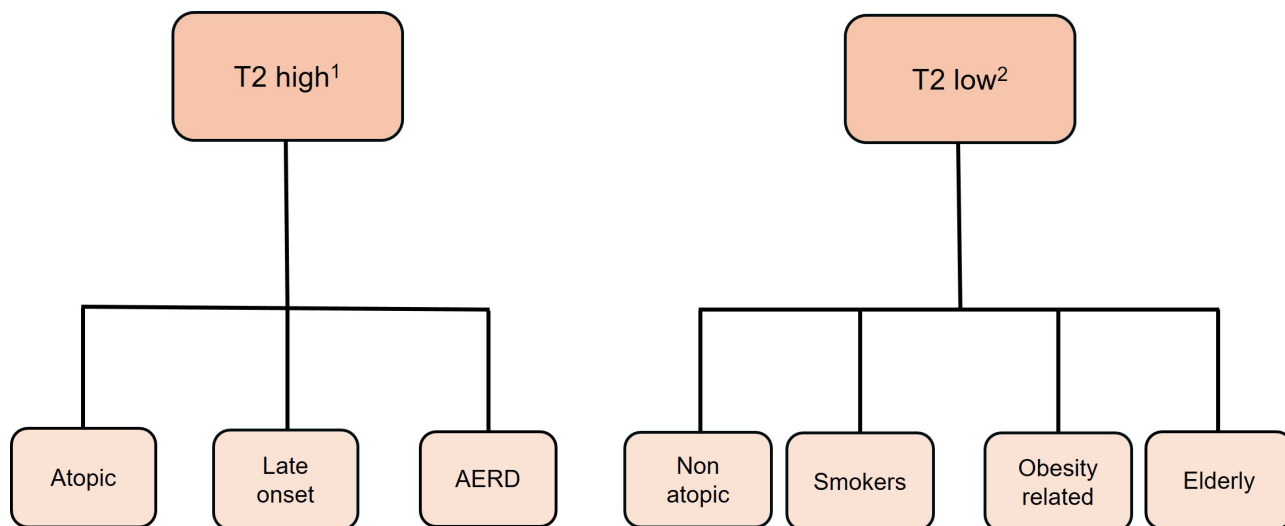 T2 high¹
T2 low²
Atopic
Late
onset
AERD
Non
atopic
Smokers
Obesity
related
Elderly